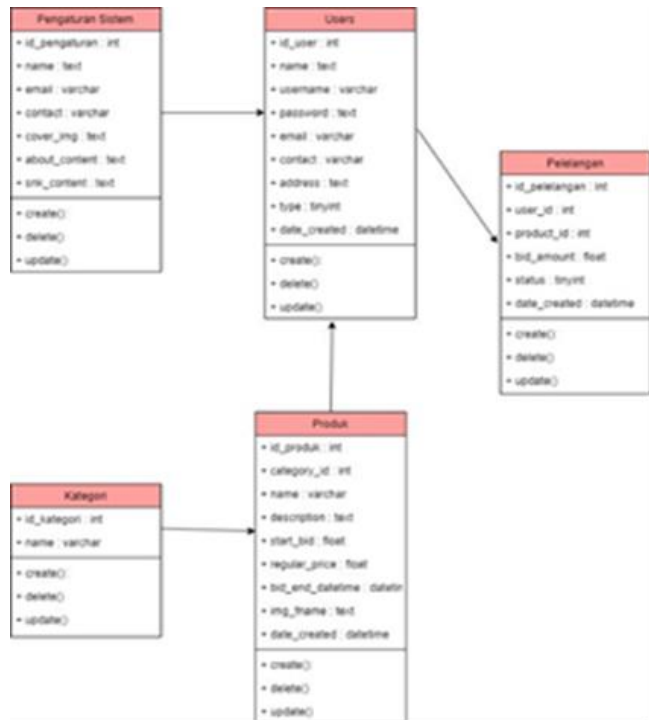 Pengaturan Sistem
+ id_pengaturan : int
+ name : text
+ email : varchar
+ contact : varchar
+ cover_img : text
+ about_content : text
+ snk_content : text
+ create()
+ delete()
+ update()
Users
+ id_user : int
+ name : text
+ username : varchar
+ password : text
+ email : varchar
+ contact : varchar
+ address : text
+ type : tinyint
+ date_created : datetime
+ create()
+ delete()
+ update()
Pelelangan
+ id_pelelangan : int
+ user_id : int
+ product_id : int
+ bid_amount : float
+ status : tinyint
+ date_created : datetime
+ create()
+ delete()
+ update()
Kategori
+ id_kategori : int
+ name : varchar
+ create()
+ delete()
+ update()
Produk
+ id_produk : int
+ category_id : int
+ name : varchar
+ description : text
+ start_bid : float
+ regular_price : float
+ bid_end_datetime : datetim
+ img_fname : text
+ date_created : datetime
+ create()
+ delete()
+ update()